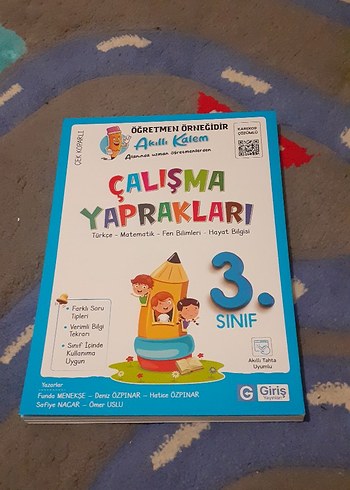 ÖĞRETMEN ÖRNEĞİDİR
Akıllı Kalem
Alanında uzman öğretmenlerden
KAREKOD
ÇÖZÜMLÜ
ÇEK KOPARLI
ÇALIŞMA
YAPRAKLARI
Türkçe - Matematik - Fen Bilimleri - Hayat Bilgisi
3.
SINIF
• Farklı Soru
Tipleri
• Verimli Bilgi
Tekrarı
• Sınıf İçinde
Kullanıma
Uygun
Akıllı Tahta
Uyumlu
Yazarlar
Funda MENEKŞE - Deniz ÖZPINAR - Hatice ÖZPINAR
Safiye NACAR - Ömer USLU
G Giriş
Yayınları